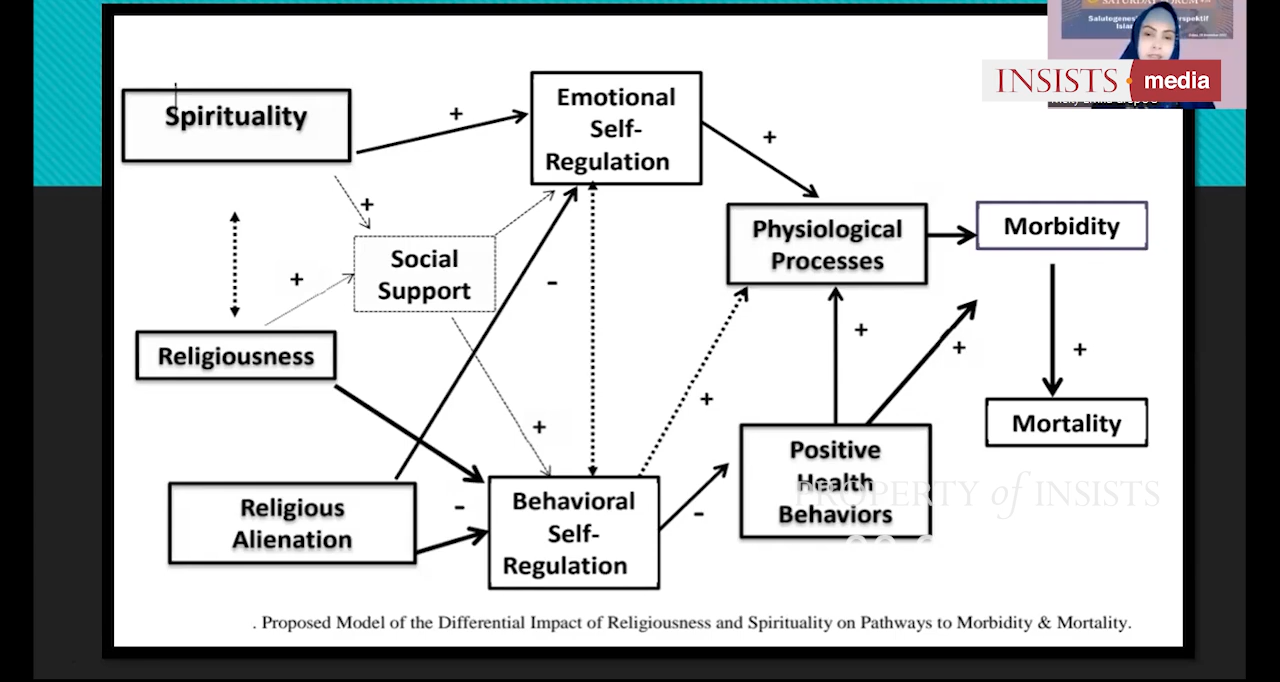 SATURDAY FORUM
INSISTS media
Spirituality
+
Emotional
Self-
Regulation
+
+
Social
Support
+
-
Physiological
Processes
Morbidity
Religiousness
+
+
+
+
Mortality
+
Religious
Alienation
-
Behavioral
Self-
Regulation
-
Positive
Health
Behaviors
PROPERTY of INSISTS
. Proposed Model of the Differential Impact of Religiousness and Spirituality on Pathways to Morbidity & Mortality.